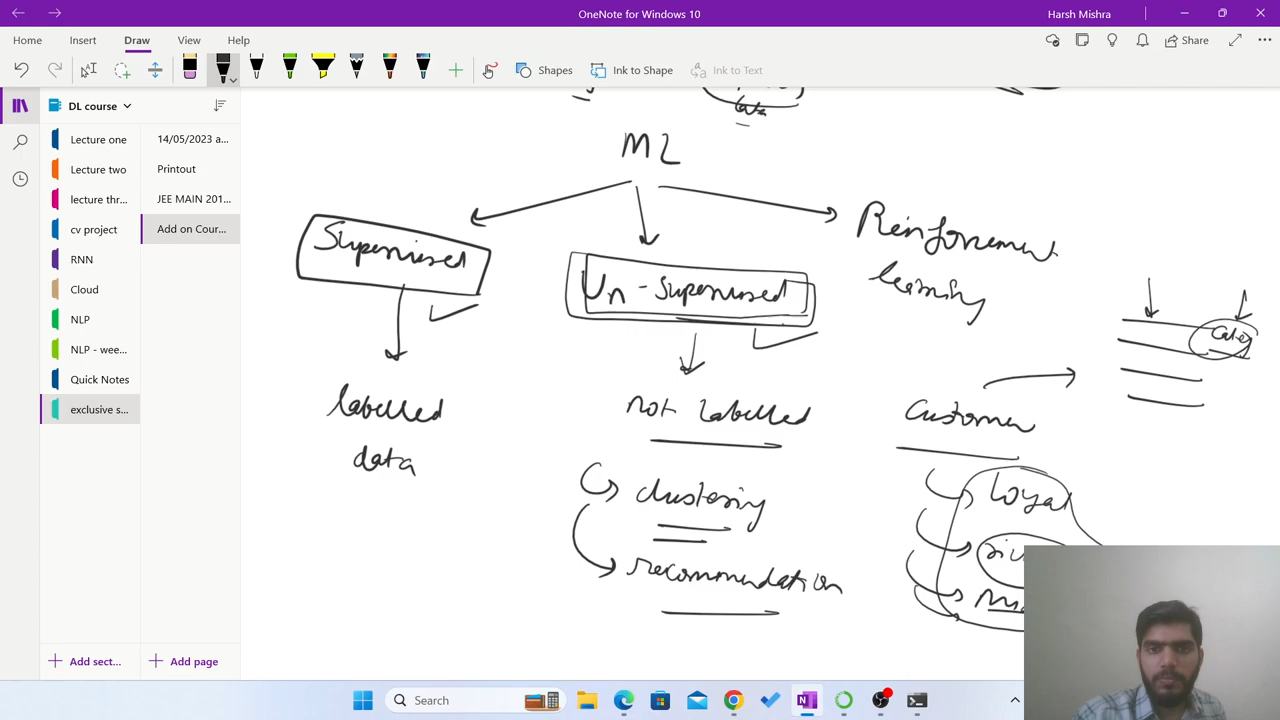 OneNote for Windows 10
Harsh Mishra
Home
Insert
Draw
View
Help
Share
Shapes
Ink to Shape
Ink to Text
DL course
Lecture one
Lecture two
lecture thr...
cv project
RNN
Cloud
NLP
NLP - wee...
Quick Notes
exclusive s...
14/05/2023 a...
Printout
JEE MAIN 201...
Add on Cour...
ML
Supervised
Un-Supervised
Reinforcement
learning
labelled
data
not labelled
clustering
recommendation
Customer
loyal
Add sect...
Add page
Search